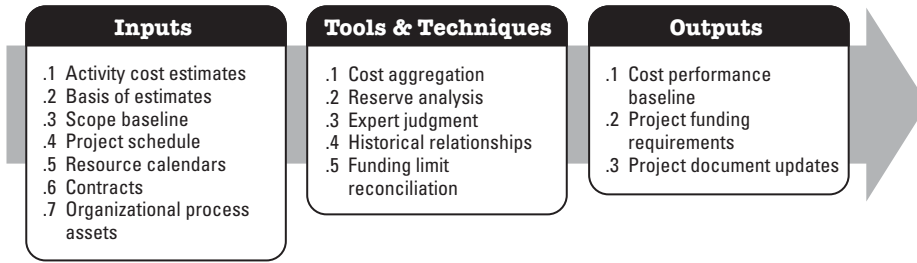 Inputs
.1 Activity cost estimates
.2 Basis of estimates
.3 Scope baseline
.4 Project schedule
.5 Resource calendars
.6 Contracts
.7 Organizational process
assets
Tools & Techniques
.1 Cost aggregation
.2 Reserve analysis
.3 Expert judgment
.4 Historical relationships
.5 Funding limit
reconciliation
Outputs
.1 Cost performance
baseline
.2 Project funding
requirements
.3 Project document updates